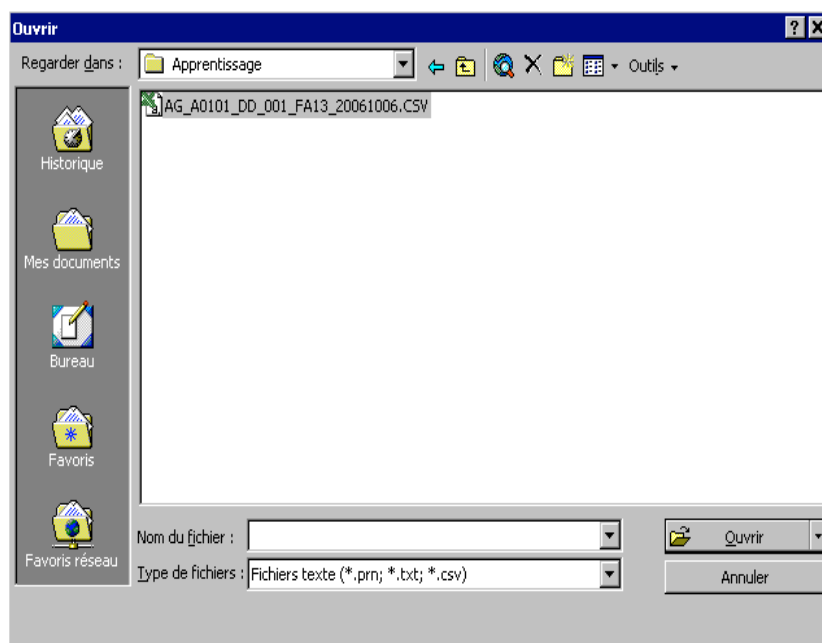 Ouvrir
Regarder dans :
Apprentissage
Outils
AG_A0101_DD_001_FA13_20061006.CSV
Historique
Mes documents
Bureau
Favoris
Favoris réseau
Nom du fichier :
Ouvrir
Type de fichiers :
Fichiers texte (*.prn; *.txt; *.csv)
Annuler